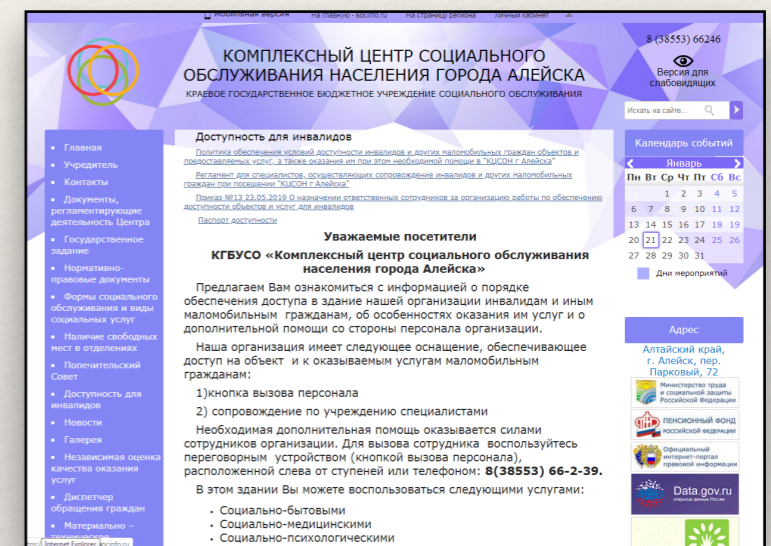 Мобильная версия На главную - socinfo.ru На страницу региона Личный кабинет
КОМПЛЕКСНЫЙ ЦЕНТР СОЦИАЛЬНОГО
ОБСЛУЖИВАНИЯ НАСЕЛЕНИЯ ГОРОДА АЛЕЙСКА
КРАЕВОЕ ГОСУДАРСТВЕННОЕ БЮДЖЕТНОЕ УЧРЕЖДЕНИЕ СОЦИАЛЬНОГО ОБСЛУЖИВАНИЯ
8 (38553) 66246
Версия для
слабовидящих
Искать на сайте...
Главная
Учредитель
Контакты
Документы,
регламентирующие
деятельность Центра
Государственное
задание
Нормативно-
правовые документы
Формы социального
обслуживания и виды
социальных услуг
Наличие свободных
мест в отделениях
Попечительский
Совет
Доступность для
инвалидов
Новости
Галерея
Независимая оценка
качества оказания
услуг
Диспетчер
обращения граждан
Материально –
техническое
Доступность для инвалидов
Политика обеспечения условий доступности инвалидов и других маломобильных граждан объектов и
предоставляемых услуг, а также оказания им при этом необходимой помощи в "КЦСОН г Алейска"
Регламент для специалистов, осуществляющих сопровождение инвалидов и других маломобильных
граждан при посещении "КЦСОН г Алейска"
Приказ №13 23.05.2019 О назначении ответственных сотрудников за организацию работы по обеспечению
доступности объектов и услуг для инвалидов
Паспорт доступности
Уважаемые посетители
КГБУСО «Комплексный центр социального обслуживания
населения города Алейска»
Предлагаем Вам ознакомиться с информацией о порядке
обеспечения доступа в здание нашей организации инвалидам и иным
маломобильным гражданам, об особенностях оказания им услуг и о
дополнительной помощи со стороны персонала организации.
Наша организация имеет следующее оснащение, обеспечивающее
доступ на объект и к оказываемым услугам маломобильным
гражданам:
1)кнопка вызова персонала
2) сопровождение по учреждению специалистами
Необходимая дополнительная помощь оказывается силами
сотрудников организации. Для вызова сотрудника воспользуйтесь
переговорным устройством (кнопкой вызова персонала),
расположенной слева от ступеней или телефоном: 8(38553) 66-2-39.
В этом здании Вы можете воспользоваться следующими услугами:
Социально-бытовыми
Социально-медицинскими
Социально-психологическими
Календарь событий
Январь
Пн Вт Ср Чт Пт Сб Вс
1 2 3 4 5
6 7 8 9 10 11 12
13 14 15 16 17 18 19
20 21 22 23 24 25 26
27 28 29 30 31
Дни мероприятий
Адрес
Алтайский край,
г. Алейск, пер.
Парковый, 72
Министерство труда
и социальной защиты
Российской Федерации
ПЕНСИОННЫЙ ФОНД
РОССИЙСКОЙ ФЕДЕРАЦИИ
Официальный
интернет-портал
правовой информации
Data.gov.ru
открытые данные России